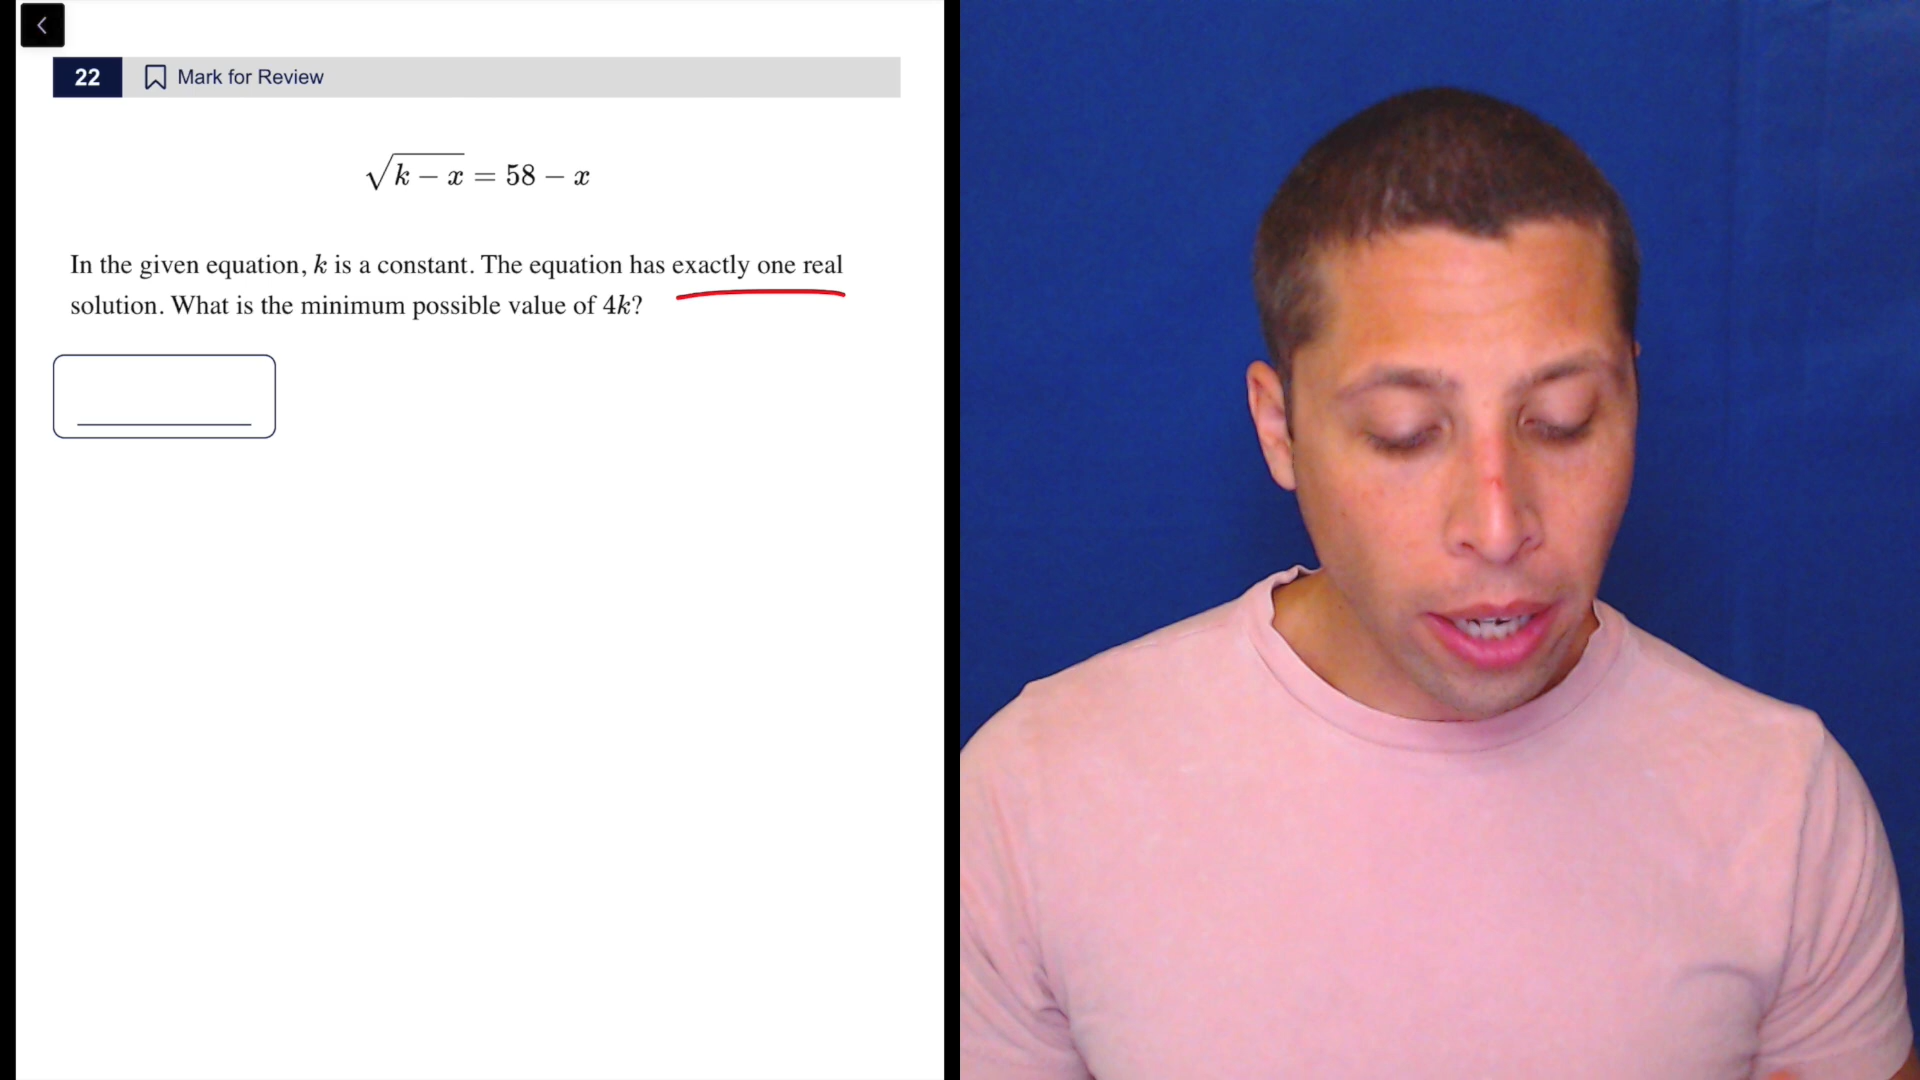 22 Mark for Review
√k − x = 58 − x
In the given equation, k is a constant. The equation has exactly one real
solution. What is the minimum possible value of 4k?